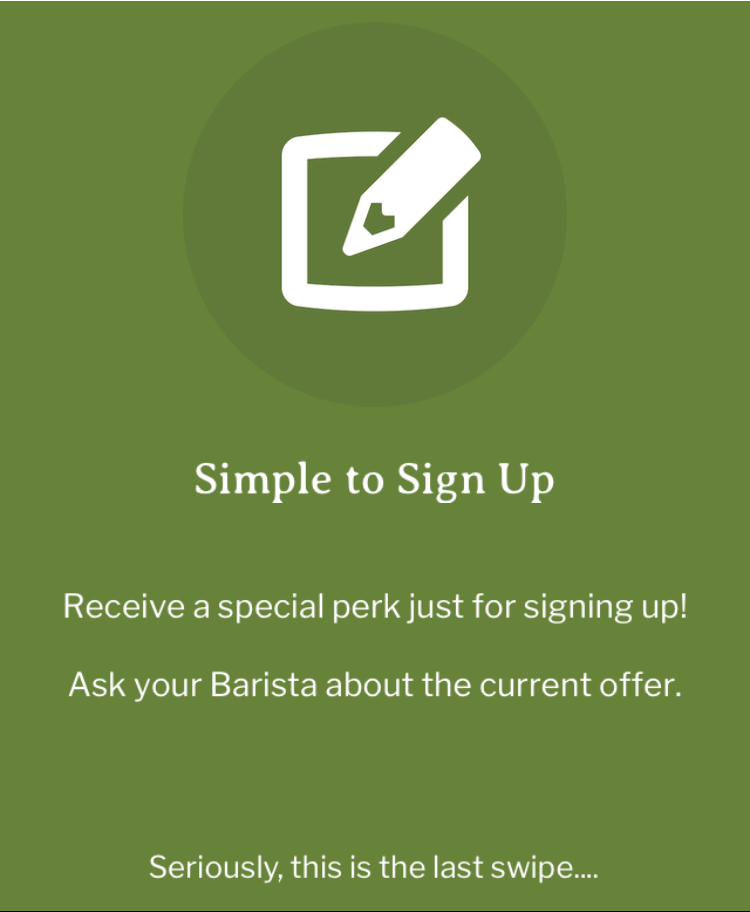 Simple to Sign Up
Receive a special perk just for signing up!
Ask your Barista about the current offer.
Seriously, this is the last swipe....